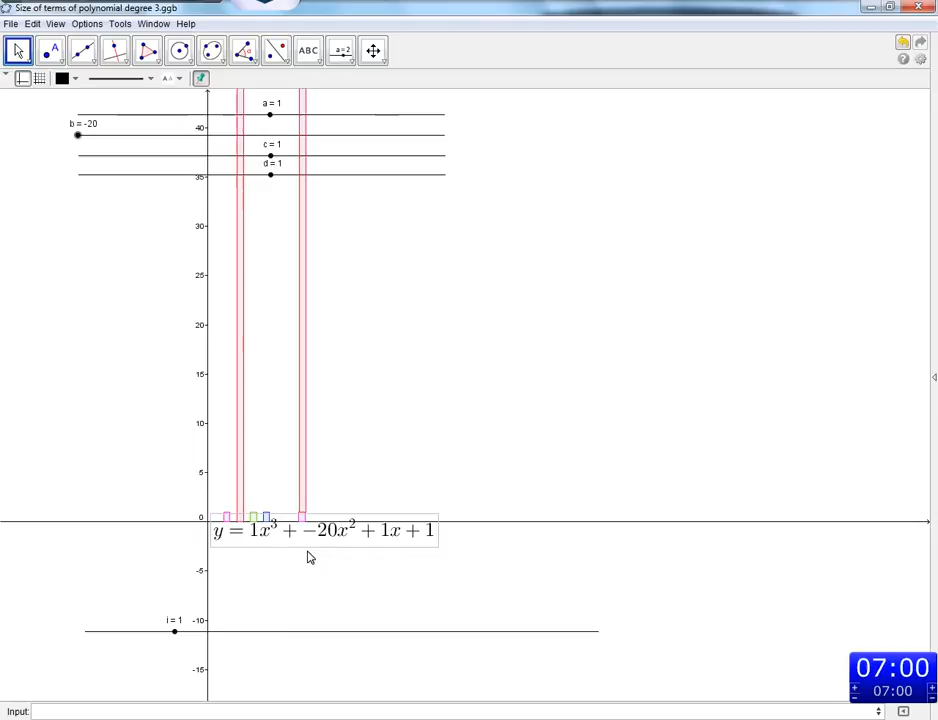 Size of terms of polynomial degree 3.ggb
File Edit View Options Tools Window Help
A ABC a=2
AA
a = 1
b = -20
c = 1
d = 1
40
35
30
25
20
15
10
5
0
y = 1x³ + −20x² + 1x + 1
-5
i = 1
-10
-15
07:00
07:00
Input: